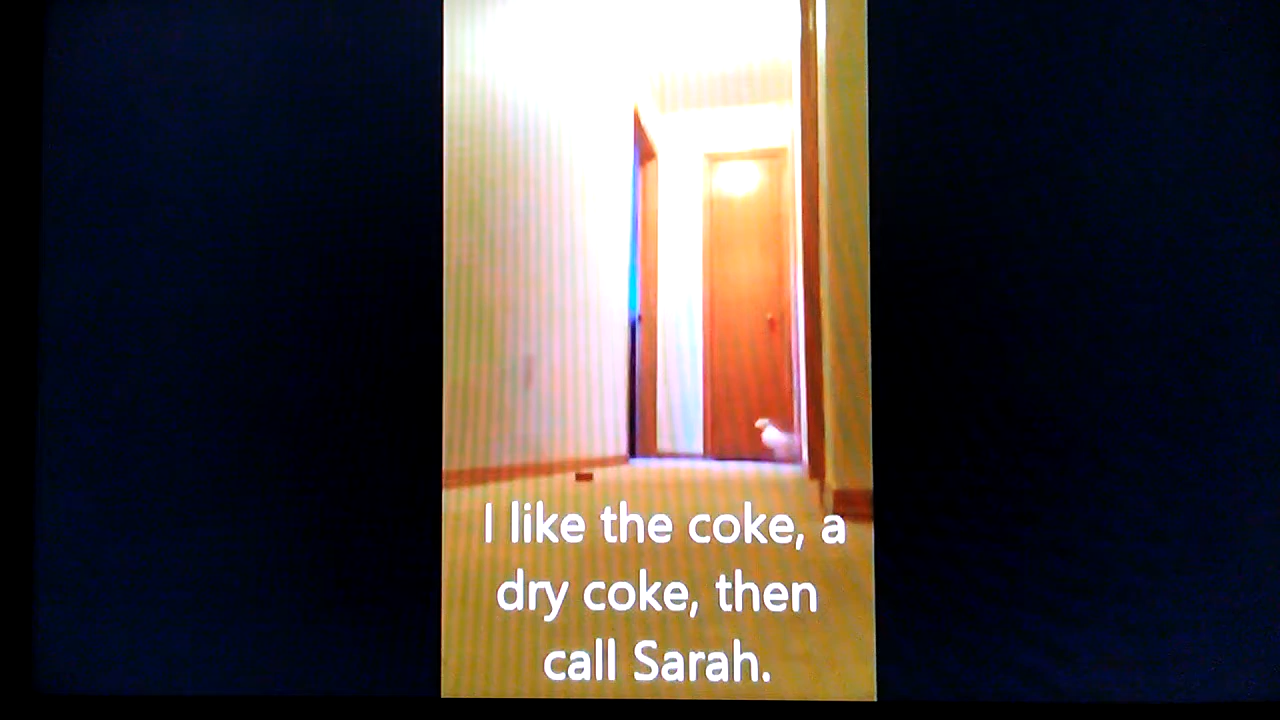 I like the coke, a
dry coke, then
call Sarah.